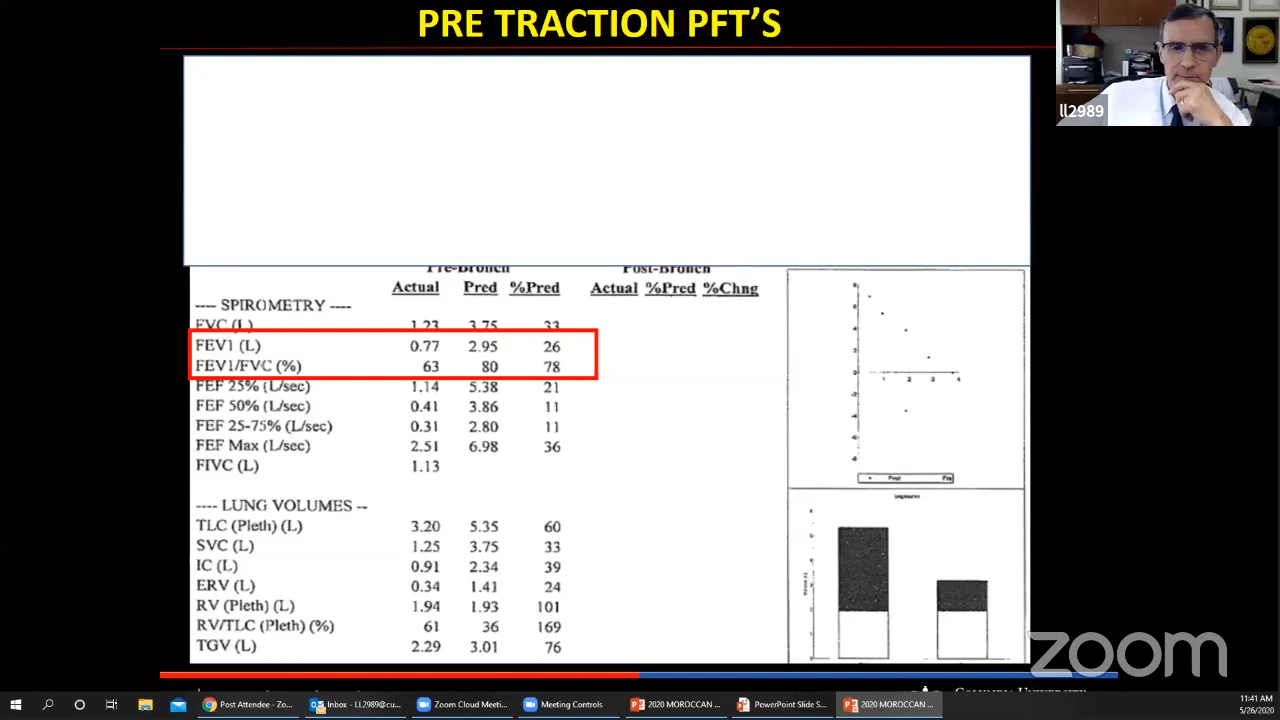 PRE TRACTION PFT'S
ll2989
Pre-Bronch Post-Bronch
Actual Pred %Pred Actual %Pred %Chng
---- SPIROMETRY ----
FVC (L) 1.23 3.75 33
FEV1 (L) 0.77 2.95 26
FEV1/FVC (%) 63 80 78
FEF 25% (L/sec) 1.14 5.38 21
FEF 50% (L/sec) 0.41 3.86 11
FEF 25-75% (L/sec) 0.31 2.80 11
FEF Max (L/sec) 2.51 6.98 36
FIVC (L) 1.13
---- LUNG VOLUMES --
TLC (Pleth) (L) 3.20 5.35 60
SVC (L) 1.25 3.75 33
IC (L) 0.91 2.34 39
ERV (L) 0.34 1.41 24
RV (Pleth) (L) 1.94 1.93 101
RV/TLC (Pleth) (%) 61 36 169
TGV (L) 2.29 3.01 76
zoom
COLUMBIA UNIVERSITY
Post Attendee - Zo...
Inbox - LL2989@cu...
Zoom Cloud Meetin...
Meeting Controls
2020 MOROCCAN ...
PowerPoint Slide S...
2020 MOROCCAN ...
11:41 AM
5/26/2020